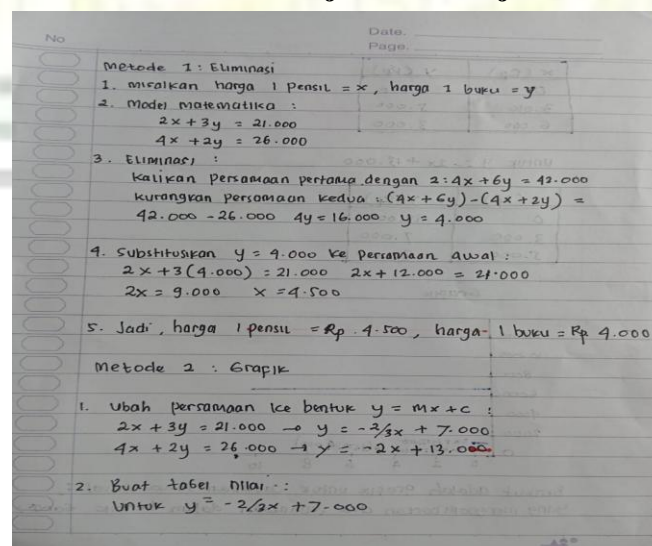 No
Date.
Page.
Metode 1 : Eliminasi
1. misalkan harga 1 pensil = x, harga 1 buku = y
2. Model matematika :
2x + 3y = 21.000
4x + 2y = 26.000
3. Eliminasi :
Kalikan persamaan pertama dengan 2 : 4x + 6y = 42.000
kurangkan persamaan kedua : (4x + 6y) - (4x + 2y) =
42.000 - 26.000 4y = 16.000 y = 4.000
4. Substitusikan y = 4.000 ke persamaan awal :
2x + 3(4.000) = 21.000 2x + 12.000 = 21.000
2x = 9.000 x = 4.500
5. Jadi, harga 1 pensil = Rp. 4.500, harga 1 buku = Rp 4.000
Metode 2 : Grafik
1. Ubah persamaan ke bentuk y = mx + c :
2x + 3y = 21.000 → y = -2/3x + 7.000
4x + 2y = 26.000 → y = -2x + 13.000
2. Buat tabel nilai :
Untuk y = -2/3x + 7.000